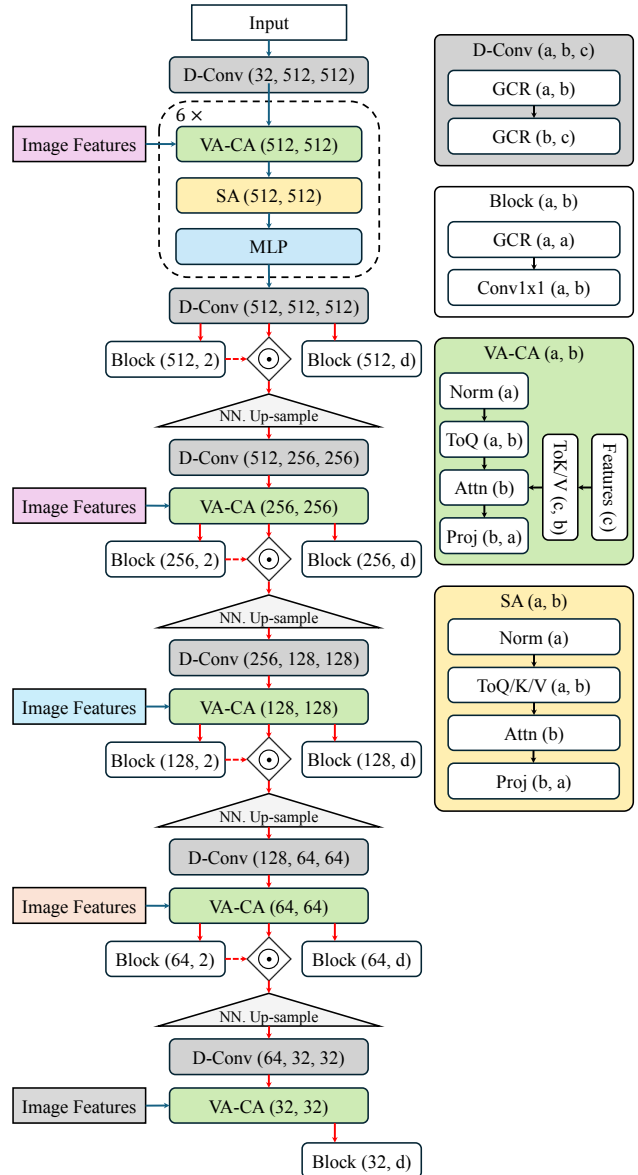 Input
D-Conv (32, 512, 512)
6 ×
Image Features
VA-CA (512, 512)
SA (512, 512)
MLP
D-Conv (512, 512, 512)
Block (512, 2)
Block (512, d)
NN. Up-sample
D-Conv (512, 256, 256)
Image Features
VA-CA (256, 256)
Block (256, 2)
Block (256, d)
NN. Up-sample
D-Conv (256, 128, 128)
Image Features
VA-CA (128, 128)
Block (128, 2)
Block (128, d)
NN. Up-sample
D-Conv (128, 64, 64)
Image Features
VA-CA (64, 64)
Block (64, 2)
Block (64, d)
NN. Up-sample
D-Conv (64, 32, 32)
Image Features
VA-CA (32, 32)
Block (32, d)
D-Conv (a, b, c)
GCR (a, b)
GCR (b, c)
Block (a, b)
GCR (a, a)
Conv1x1 (a, b)
VA-CA (a, b)
Norm (a)
ToQ (a, b)
Attn (b)
Proj (b, a)
ToK/V (c, b)
Features (c)
SA (a, b)
Norm (a)
ToQ/K/V (a, b)
Attn (b)
Proj (b, a)